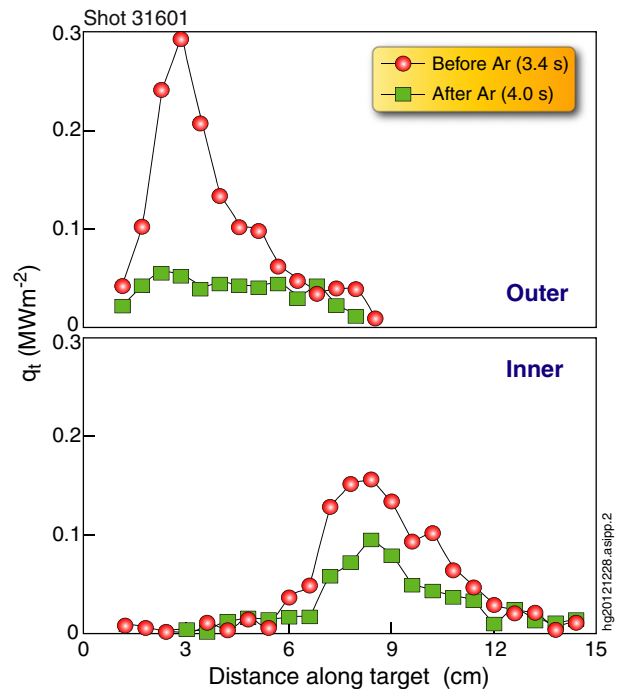 Shot 31601
0.3
0.2
0.1
0
Before Ar (3.4 s)
After Ar (4.0 s)
Outer
qt (MWm-2)
0.3
0.2
0.1
0
Inner
0 3 6 9 12 15
Distance along target (cm)
hg20121228.asipp.2